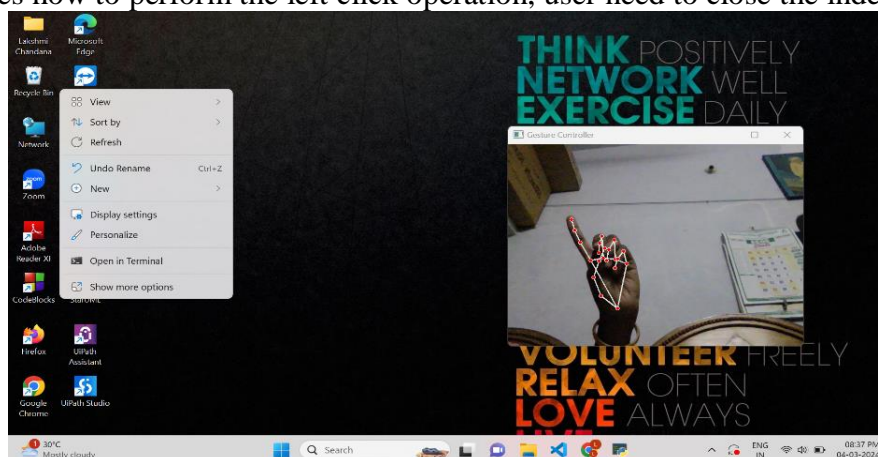 es how to perform the left click operation, user need to close the inde
Lakshmi
Chandana
Microsoft
Edge
Recycle Bin
Network
Zoom
Adobe
Reader XI
CodeBlocks
StarUML
Firefox
UiPath
Assistant
Google
Chrome
UiPath Studio
View
Sort by
Refresh
Undo Rename Ctrl+Z
New
Display settings
Personalize
Open in Terminal
Show more options
THINK POSITIVELY
NETWORK WELL
EXERCISE DAILY
Gesture Controller
VOLUNTEER FREELY
RELAX OFTEN
LOVE ALWAYS
LIVE
1
30°C
Mostly cloudy
Search
ENG
IN
08:37 PM
04-03-2024